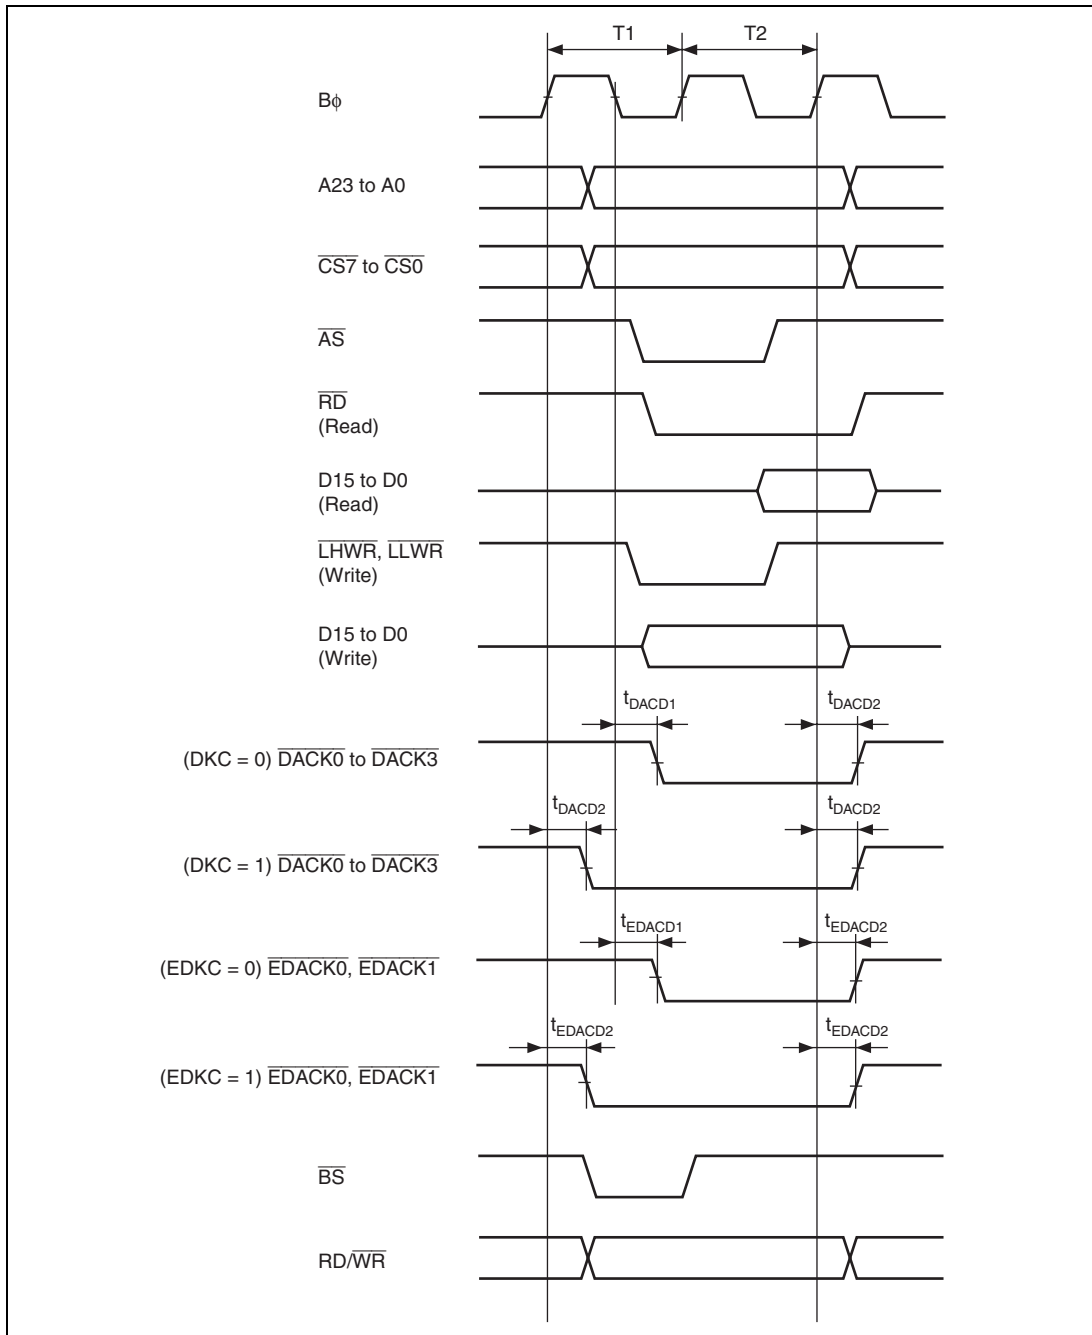 T1 T2
Bφ
A23 to A0
CS7 to CS0
AS
RD
(Read)
D15 to D0
(Read)
LHWR, LLWR
(Write)
D15 to D0
(Write)
tDACD1 tDACD2
(DKC = 0) DACK0 to DACK3
tDACD2 tDACD2
(DKC = 1) DACK0 to DACK3
tEDACD1 tEDACD2
(EDKC = 0) EDACK0, EDACK1
tEDACD2 tEDACD2
(EDKC = 1) EDACK0, EDACK1
BS
RD/WR